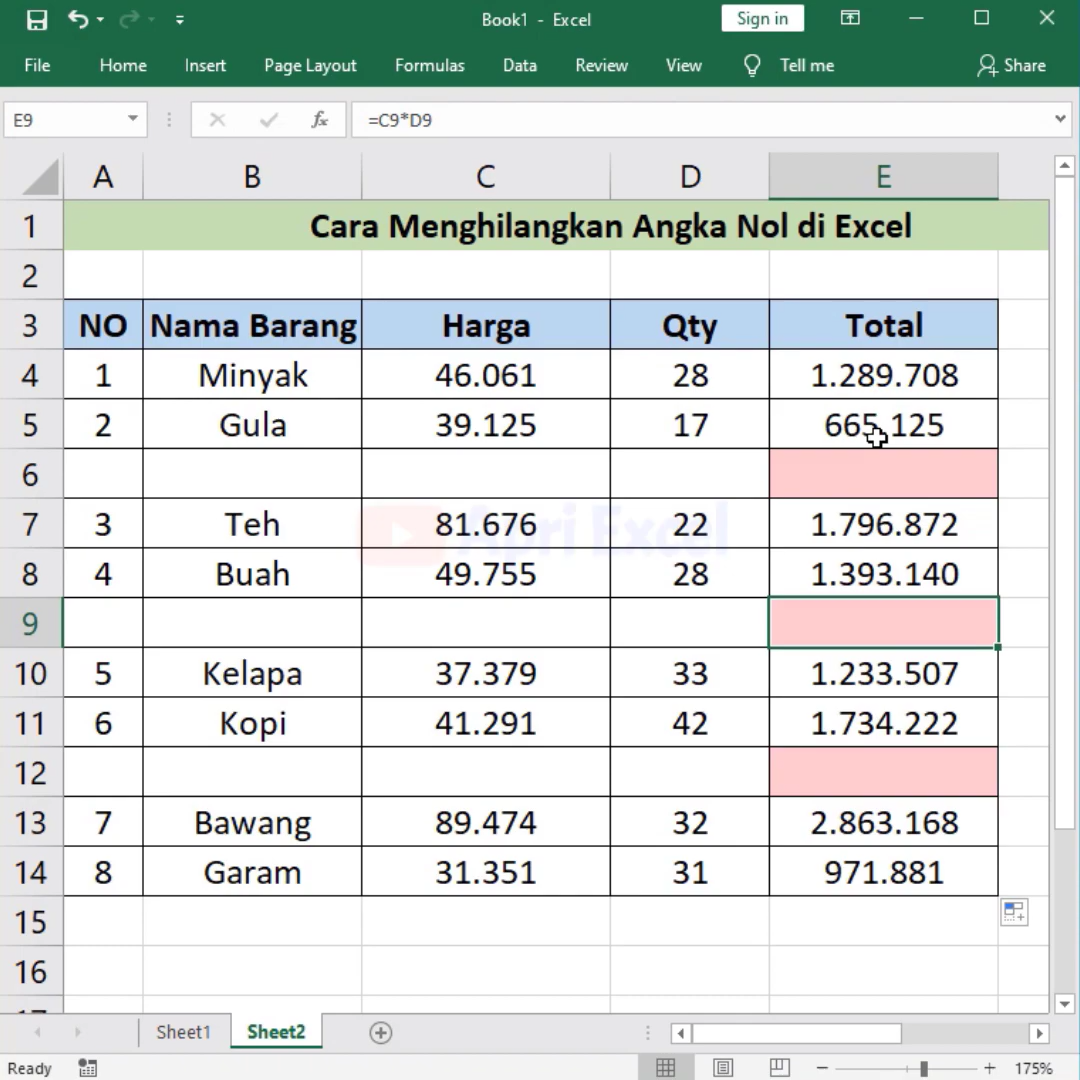 Book1 - Excel
Sign in
File Home Insert Page Layout Formulas Data Review View Tell me Share
E9 fx =C9*D9
A B C D E
1 Cara Menghilangkan Angka Nol di Excel
2
3 NO Nama Barang Harga Qty Total
4 1 Minyak 46.061 28 1.289.708
5 2 Gula 39.125 17 665.125
6
7 3 Teh 81.676 22 1.796.872
Apri Excel
8 4 Buah 49.755 28 1.393.140
9
10 5 Kelapa 37.379 33 1.233.507
11 6 Kopi 41.291 42 1.734.222
12
13 7 Bawang 89.474 32 2.863.168
14 8 Garam 31.351 31 971.881
15
16
17
Sheet1 Sheet2
Ready 175%